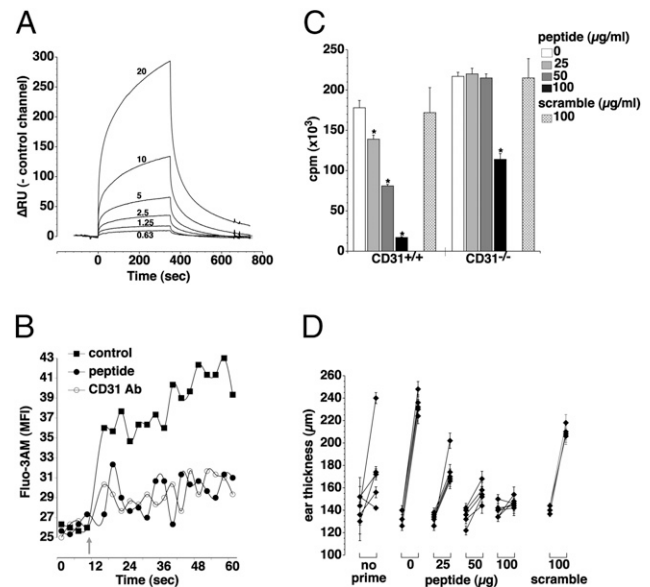 A
ΔRU (- control channel)
300
250
200
150
100
50
0
20
10
5
2.5
1.25
0.63
0 200 400 600 800
Time (sec)
C
cpm (x10³)
250
200
150
100
50
0
* * * *
CD31+/+ CD31-/-
peptide (µg/ml)
0
25
50
100
scramble (µg/ml)
100
B
Fluo-3AM (MFI)
43
41
39
37
35
33
31
29
27
25
control
peptide
CD31 Ab
0 12 24 36 48 60
Time (sec)
D
ear thickness (µm)
260
240
220
200
180
160
140
120
100
no prime
0 25 50 100
peptide (µg)
100
scramble